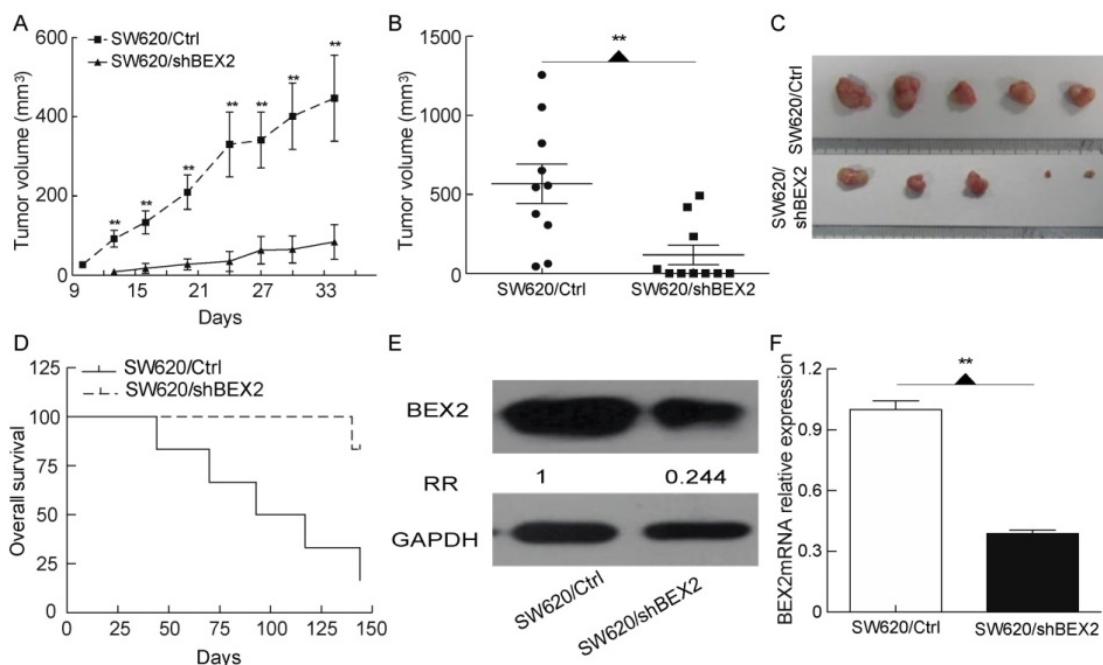 A
SW620/Ctrl
SW620/shBEX2
Tumor volume (mm³)
600
400
200
0
** ** ** ** ** ** **
9 15 21 27 33
Days
B
Tumor volume (mm³)
1500
1000
500
0
**
SW620/Ctrl SW620/shBEX2
C
SW620/Ctrl
SW620/
shBEX2
D
SW620/Ctrl
SW620/shBEX2
Overall survival
125
100
75
50
25
0
0 25 50 75 100 125 150
Days
E
BEX2
RR 1 0.244
GAPDH
SW620/Ctrl
SW620/shBEX2
F
BEX2mRNA relative expression
1.2
0.9
0.6
0.3
0
**
SW620/Ctrl SW620/shBEX2